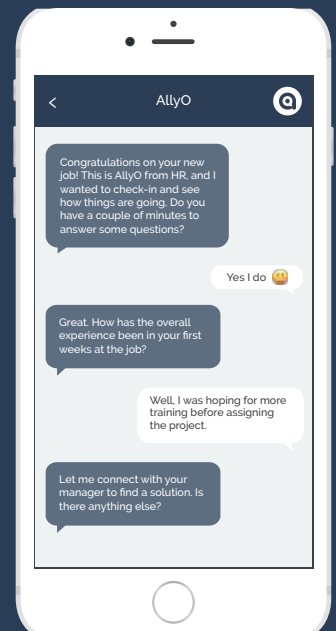 AllyO
Congratulations on your new
job! This is AllyO from HR, and I
wanted to check-in and see
how things are going. Do you
have a couple of minutes to
answer some questions?
Yes I do 😀
Great. How has the overall
experience been in your first
weeks at the job?
Well, I was hoping for more
training before assigning
the project.
Let me connect with your
manager to find a solution. Is
there anything else?